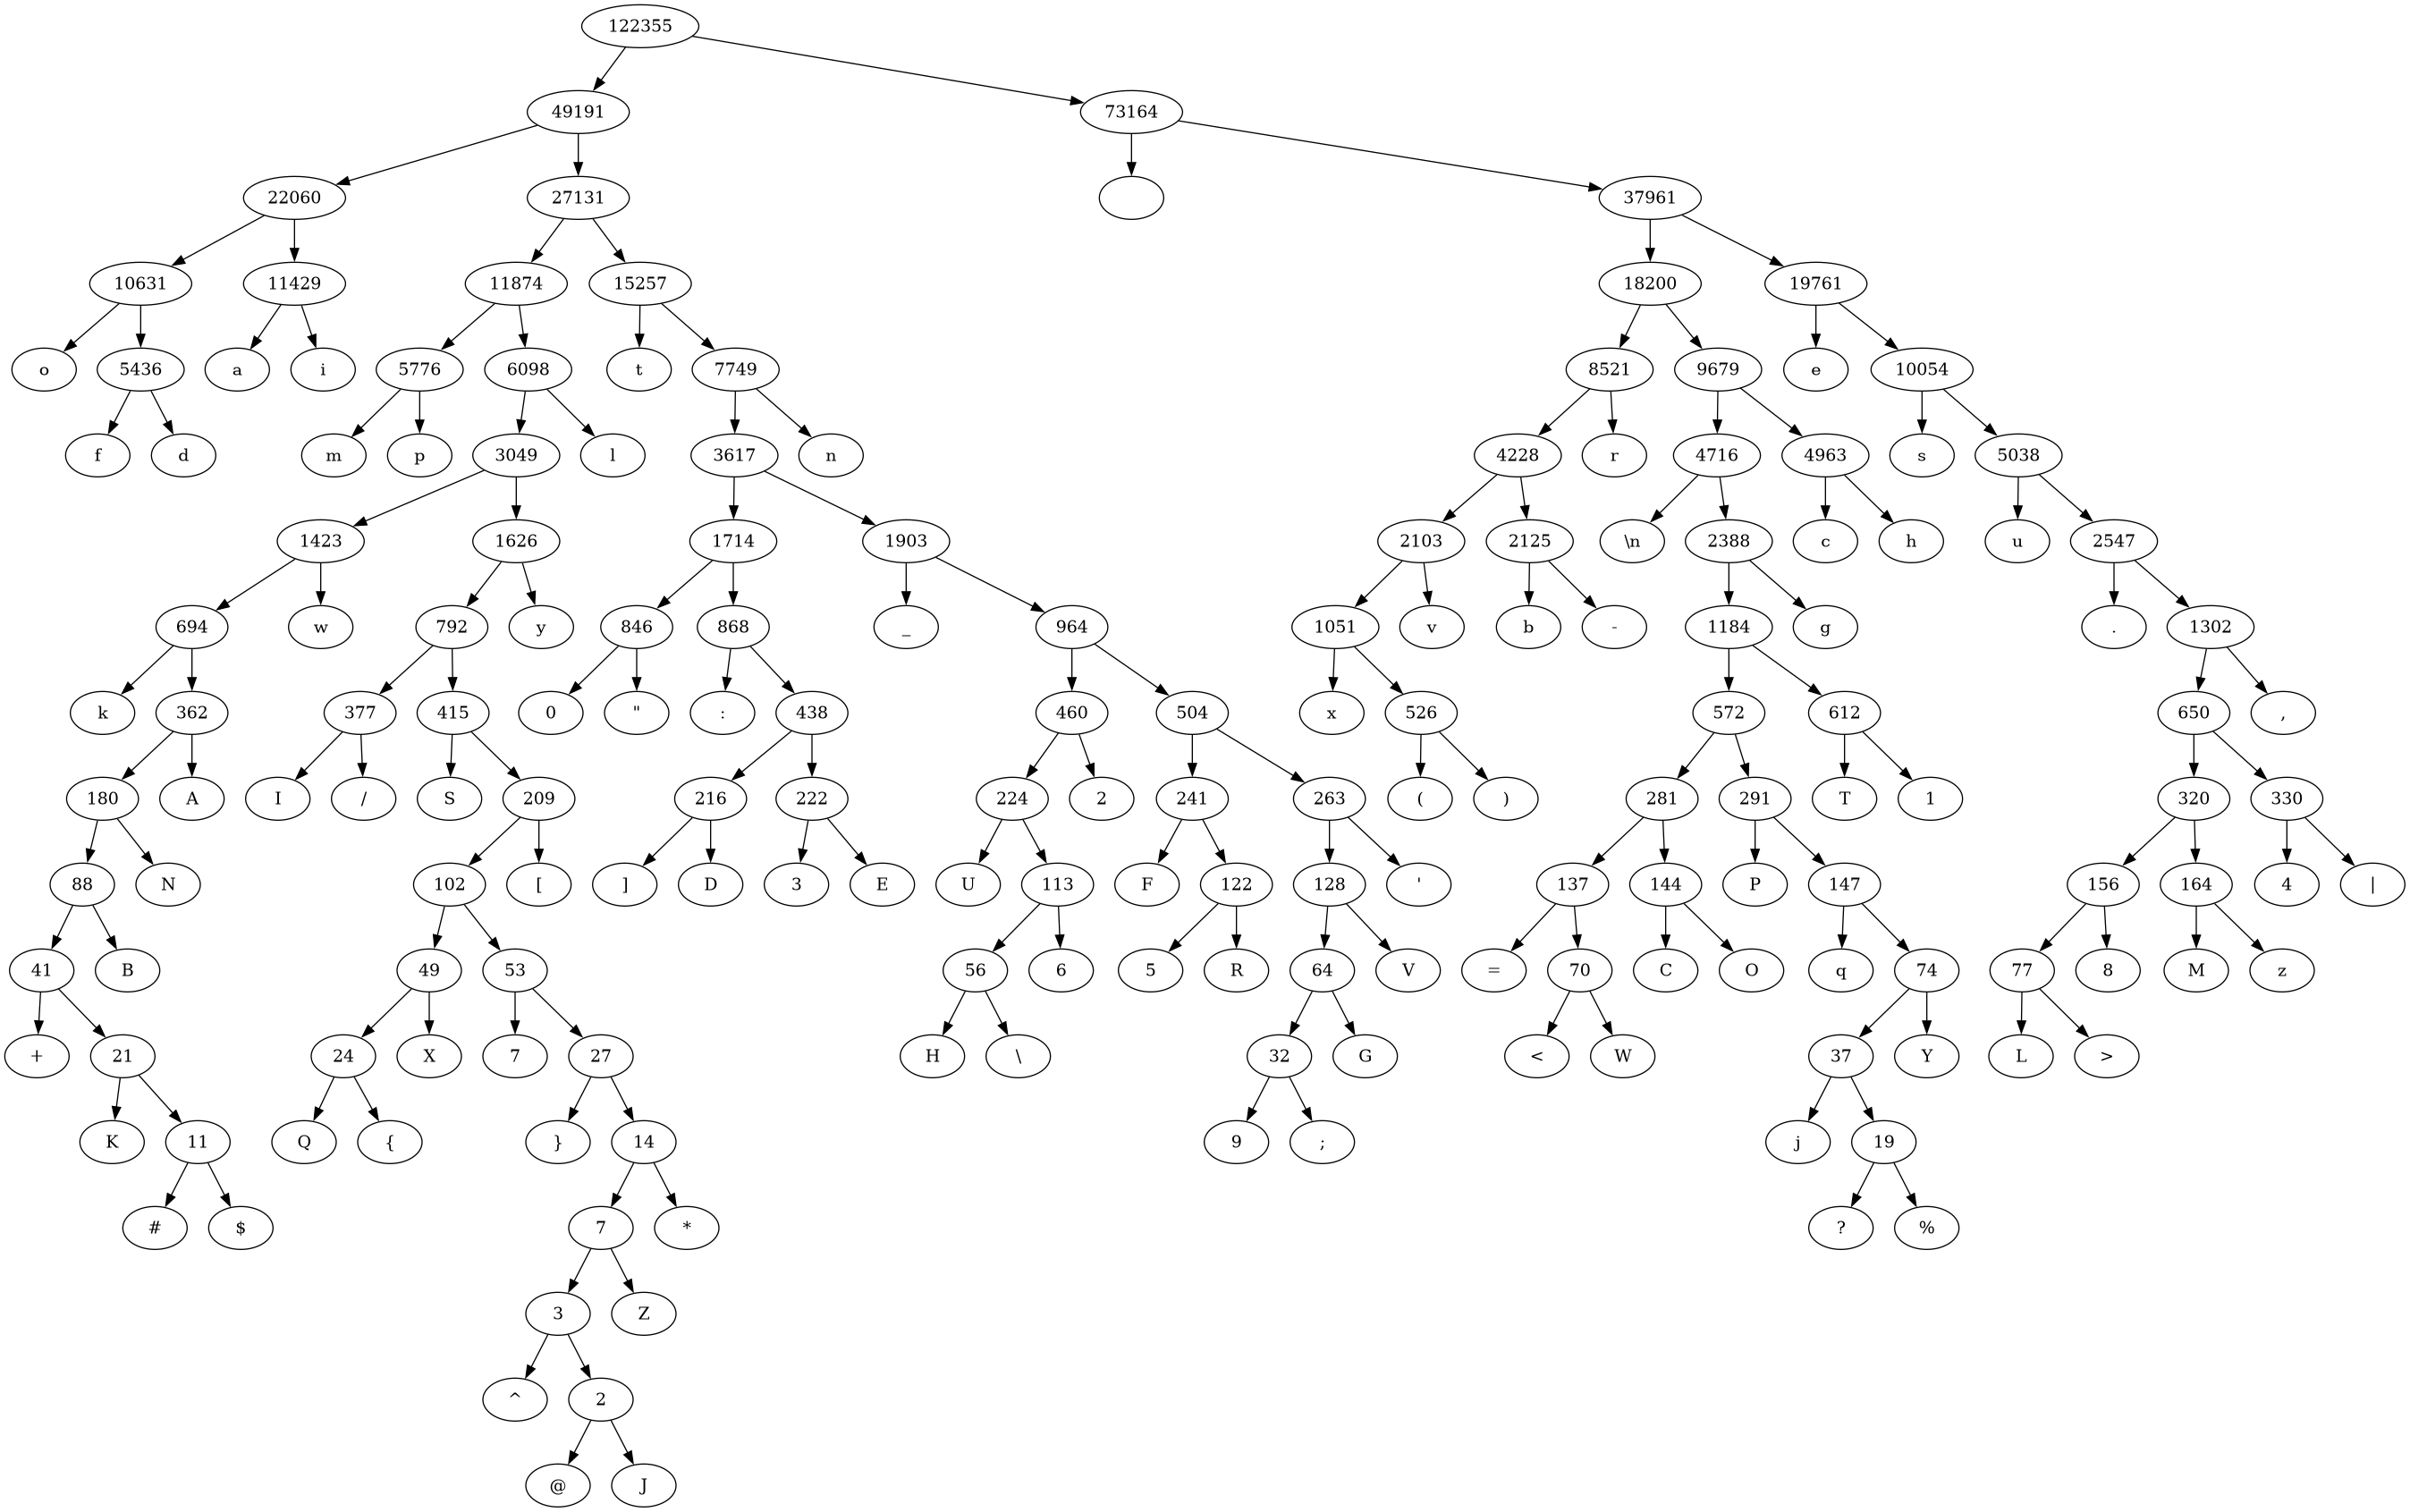 122355
49191 73164
22060 27131 37961
10631 11429 11874 15257 18200 19761
o 5436 a i 5776 6098 t 7749 8521 9679 e 10054
f d m p 3049 l 3617 n 4228 r 4716 4963 s 5038
1423 1626 1714 1903 2103 2125 \n 2388 c h u 2547
694 w 792 y 846 868 _ 964 1051 v b - 1184 g . 1302
k 362 377 415 0 " : 438 460 504 x 526 572 612 650 ,
180 A I / S 209 216 222 224 2 241 263 ( ) 281 291 T 1 320 330
88 N 102 [ ] D 3 E U 113 F 122 128 ' 137 144 P 147 156 164 4 |
41 B 49 53 56 6 5 R 64 V = 70 C O q 74 77 8 M z
+ 21 24 X 7 27 H \ 32 G < W 37 Y L >
K 11 Q { } 14 9 ; j 19
# $ 7 * ? %
3 Z
^ 2
@ J